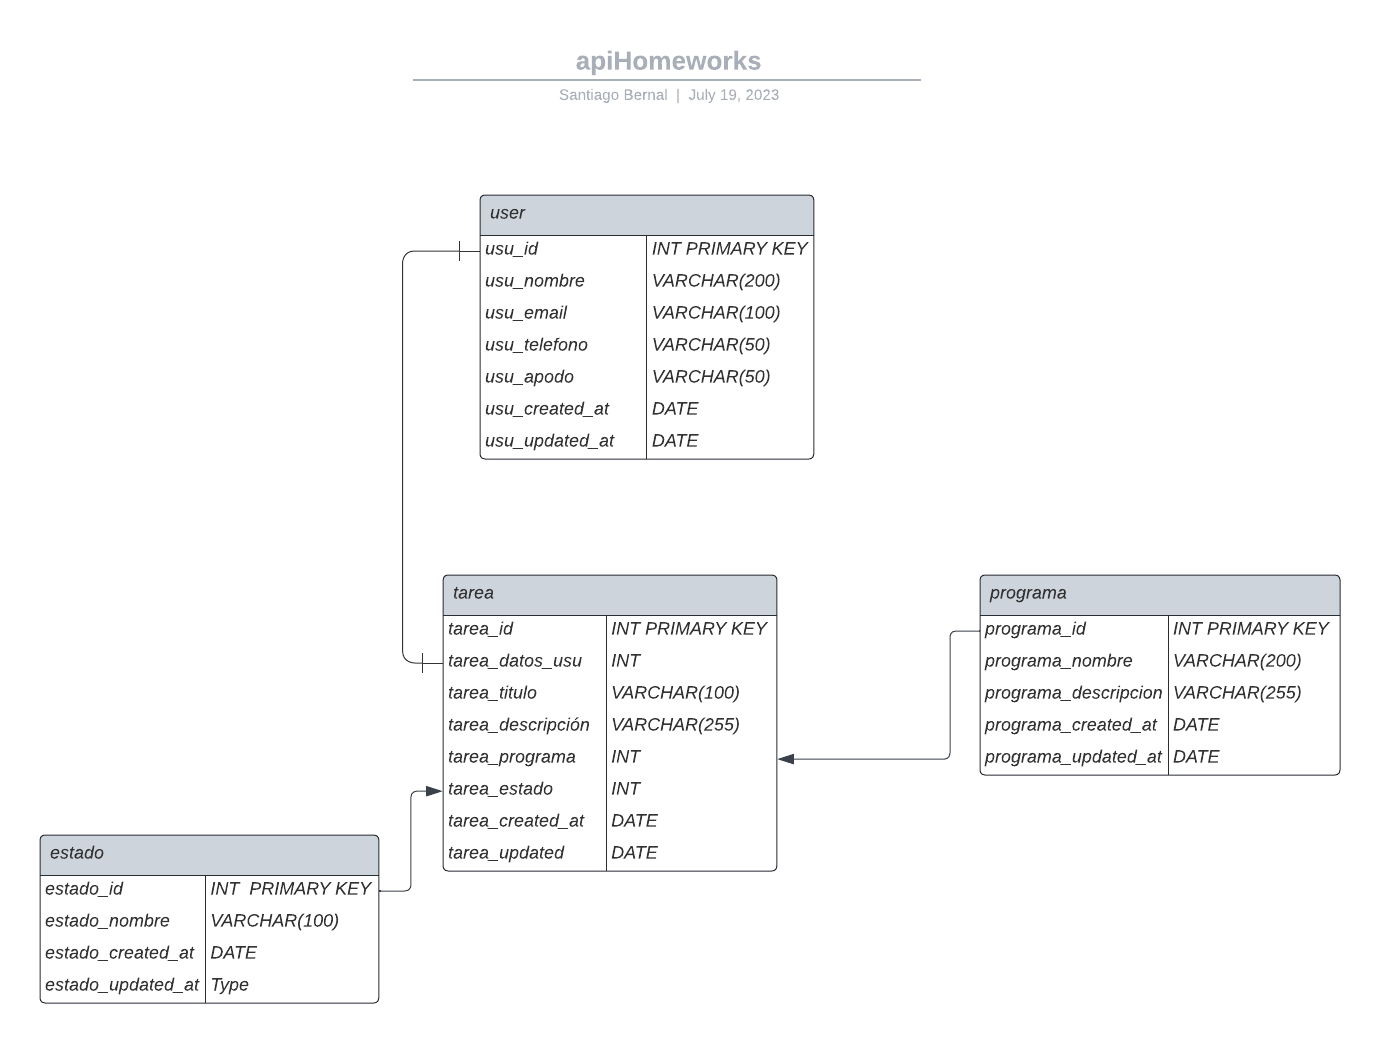 apiHomeworks
Santiago Bernal | July 19, 2023
user
usu_id INT PRIMARY KEY
usu_nombre VARCHAR(200)
usu_email VARCHAR(100)
usu_telefono VARCHAR(50)
usu_apodo VARCHAR(50)
usu_created_at DATE
usu_updated_at DATE
tarea
tarea_id INT PRIMARY KEY
tarea_datos_usu INT
tarea_titulo VARCHAR(100)
tarea_descripción VARCHAR(255)
tarea_programa INT
tarea_estado INT
tarea_created_at DATE
tarea_updated DATE
programa
programa_id INT PRIMARY KEY
programa_nombre VARCHAR(200)
programa_descripcion VARCHAR(255)
programa_created_at DATE
programa_updated_at DATE
estado
estado_id INT PRIMARY KEY
estado_nombre VARCHAR(100)
estado_created_at DATE
estado_updated_at Type